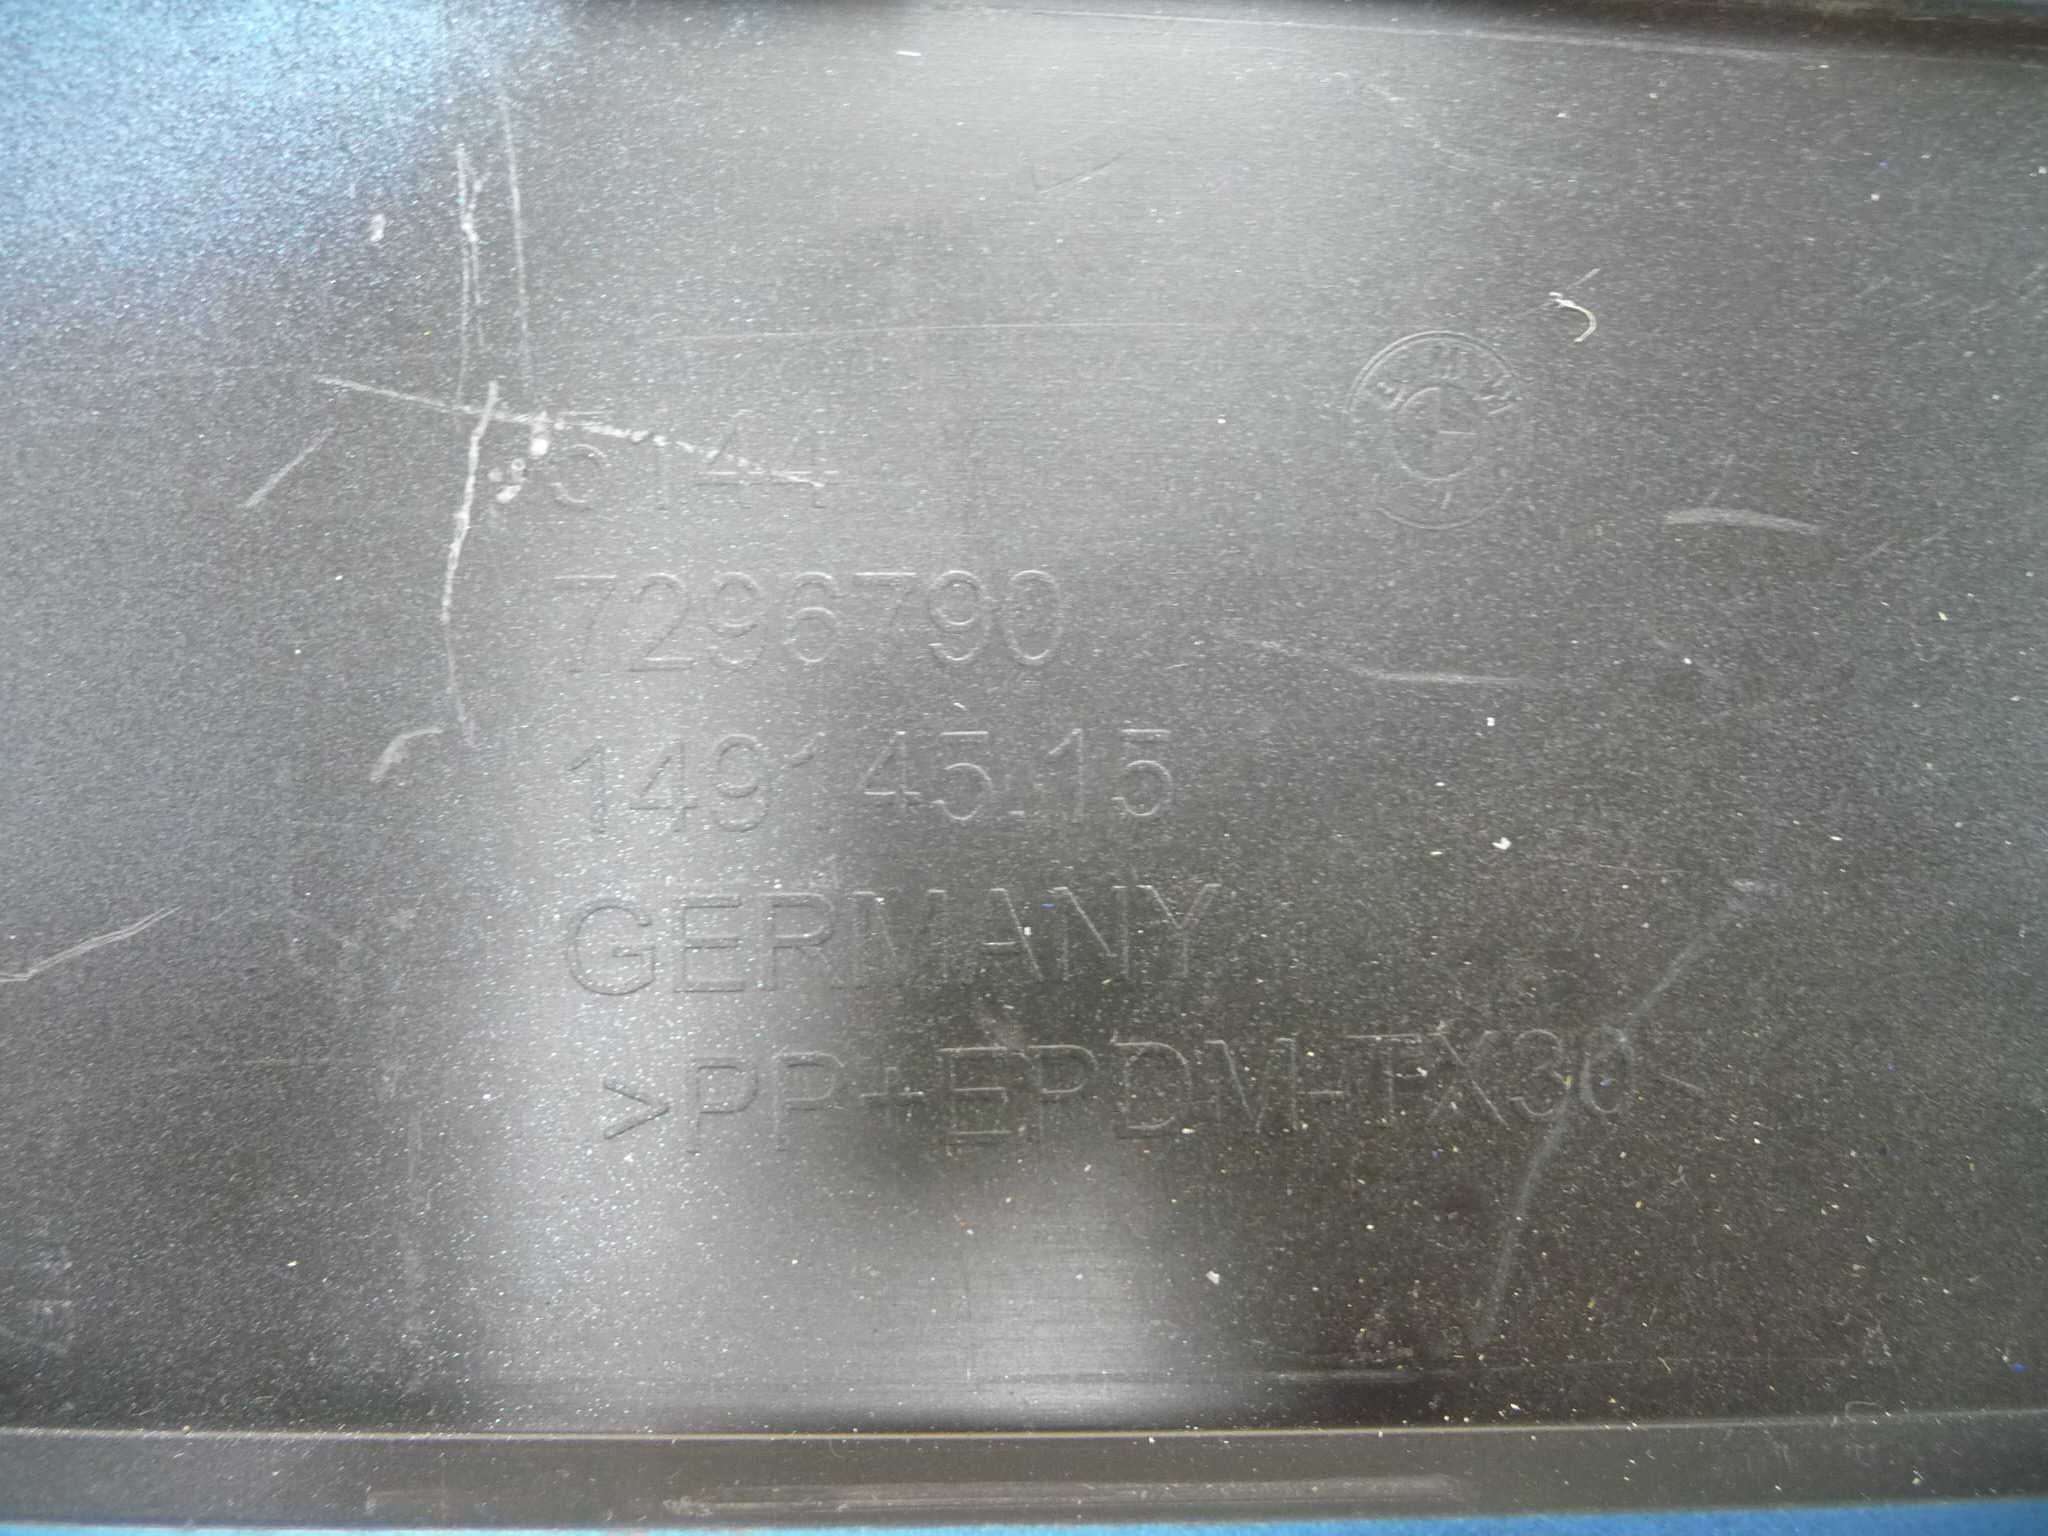 5144
7296790
149145.15
GERMANY
>PP+EPDM-TX30<